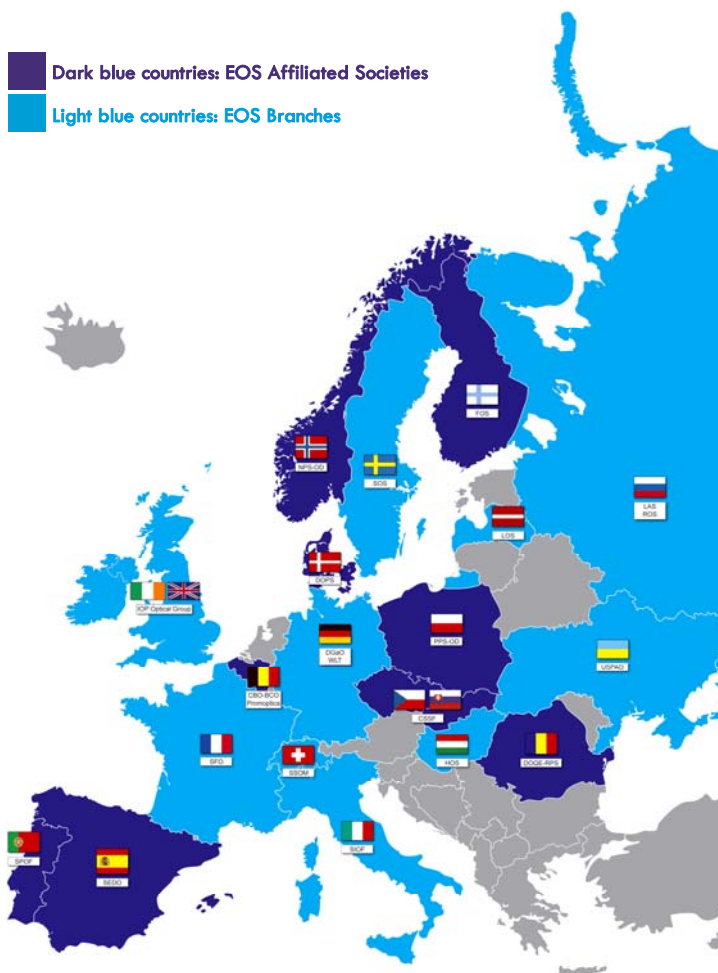 Dark blue countries: EOS Affiliated Societies
Light blue countries: EOS Branches
FOS
NPS-OD
SOS
LAS
ROS
LOS
DOPS
IOP Optical Group
PPS-OD
DGaO
WLT
USPAO
CBO-BCO
Promoptica
CSSF
SFO
SSOM
HOS
DOQE-RPS
SIOF
SPOF
SEDO